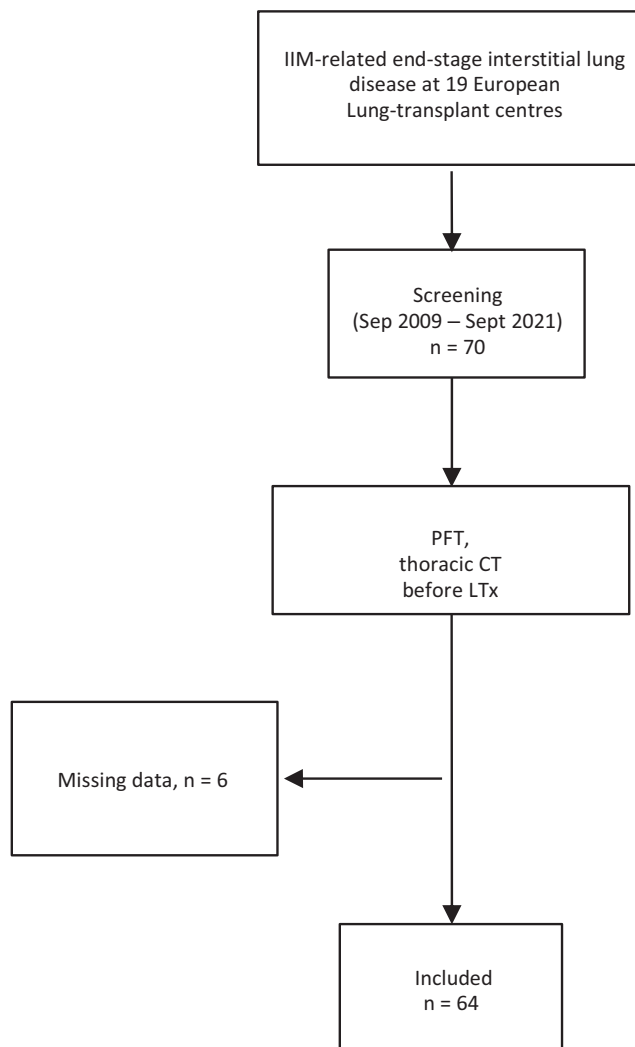 IIM-related end-stage interstitial lung
disease at 19 European
Lung-transplant centres
Screening
(Sep 2009 – Sept 2021)
n = 70
PFT,
thoracic CT
before LTx
Missing data, n = 6
Included
n = 64